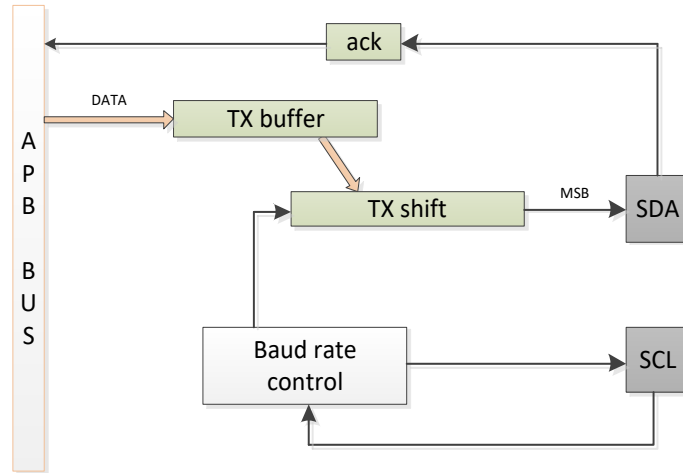 ack
DATA
TX buffer
A
P
B
B
U
S
TX shift
MSB
SDA
Baud rate
control
SCL